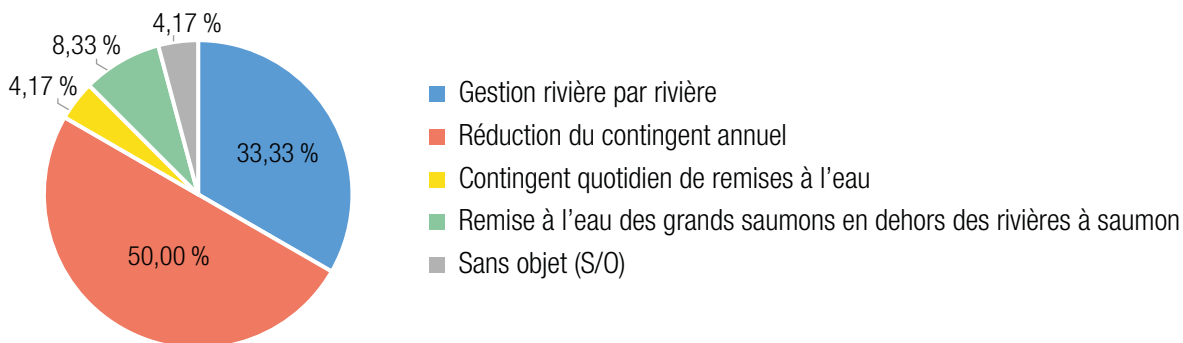 4,17 %
8,33 %
4,17 %
33,33 %
50,00 %
Gestion rivière par rivière
Réduction du contingent annuel
Contingent quotidien de remises à l’eau
Remise à l’eau des grands saumons en dehors des rivières à saumon
Sans objet (S/O)